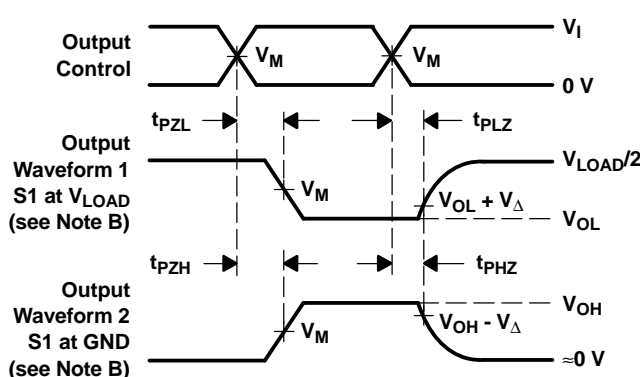 Output
Control
V_M
V_M
V_I
0 V
t_PZL
t_PLZ
Output
Waveform 1
S1 at V_LOAD
(see Note B)
V_M
V_LOAD/2
V_OL + V_Δ
V_OL
t_PZH
t_PHZ
Output
Waveform 2
S1 at GND
(see Note B)
V_M
V_OH
V_OH - V_Δ
≈0 V